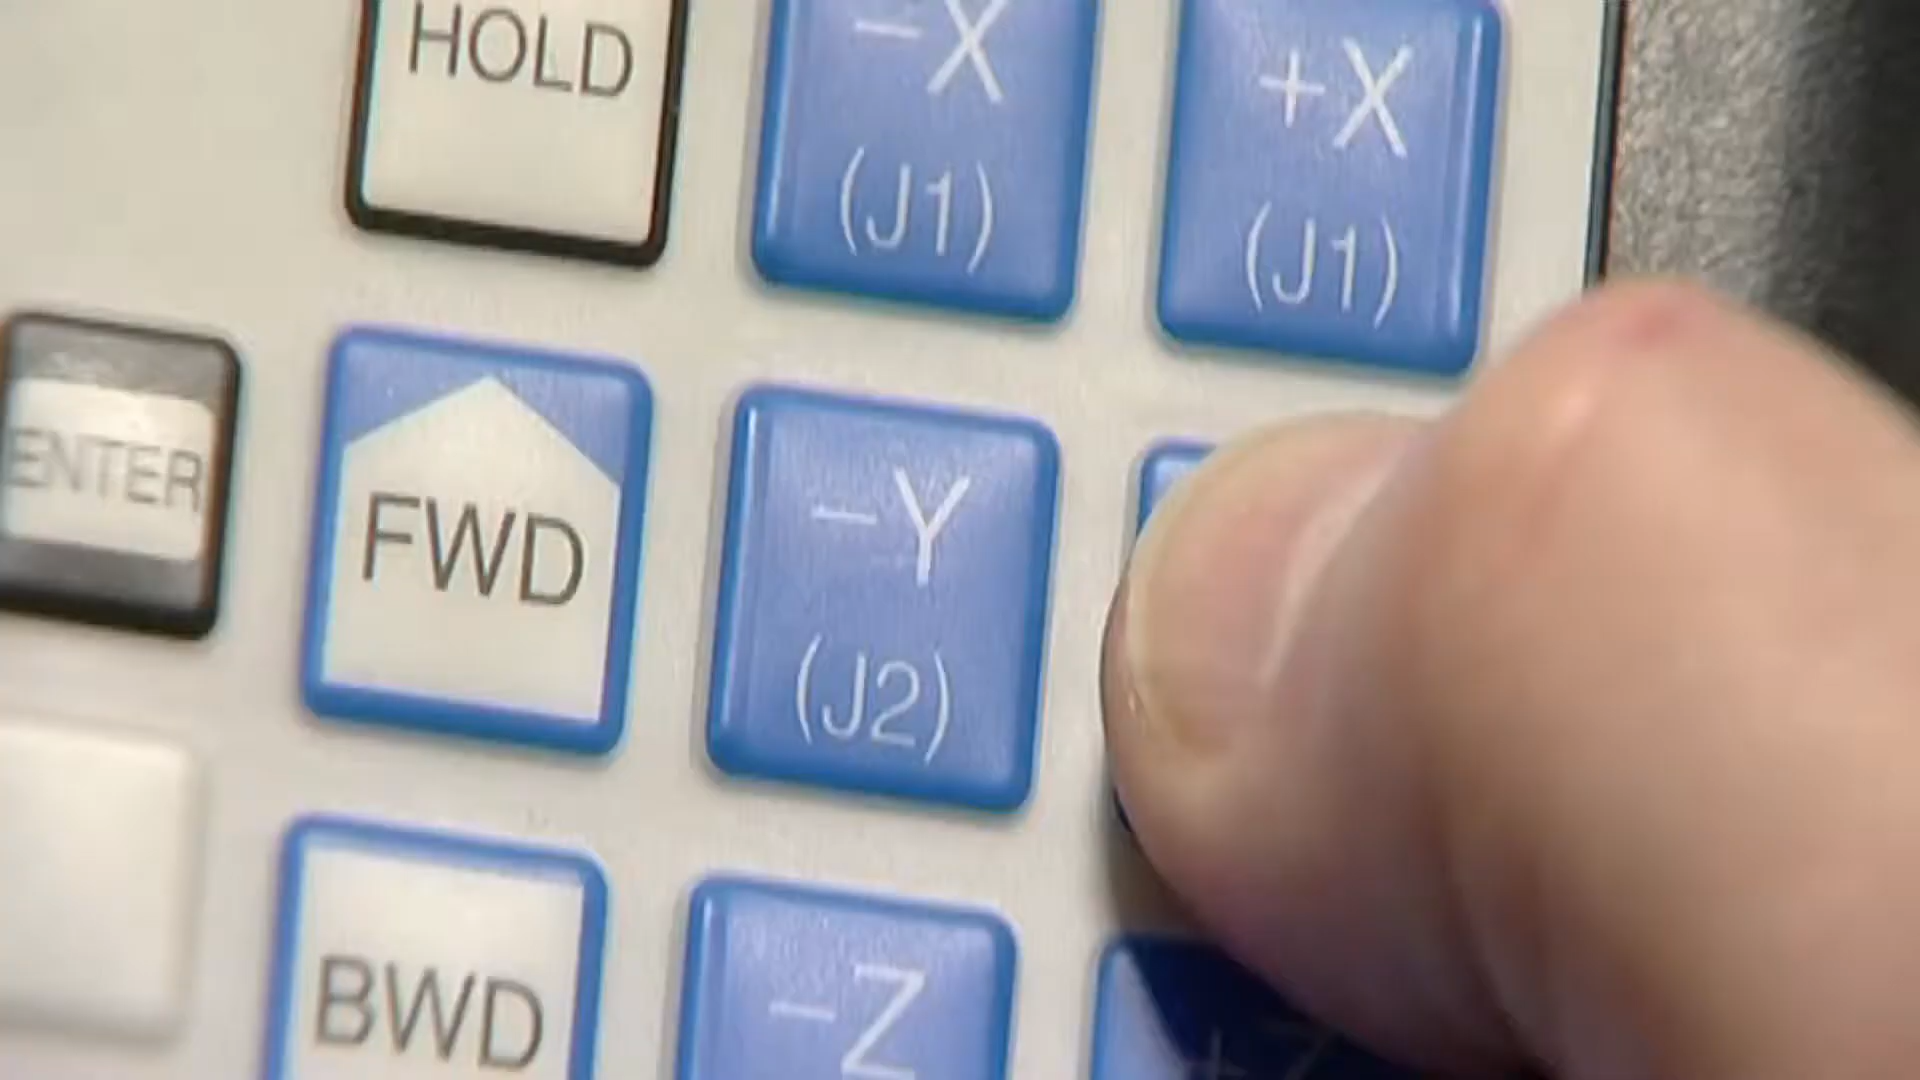 HOLD
−X
(J1)
+X
(J1)
ENTER
FWD
−Y
(J2)
BWD
−Z
+Z